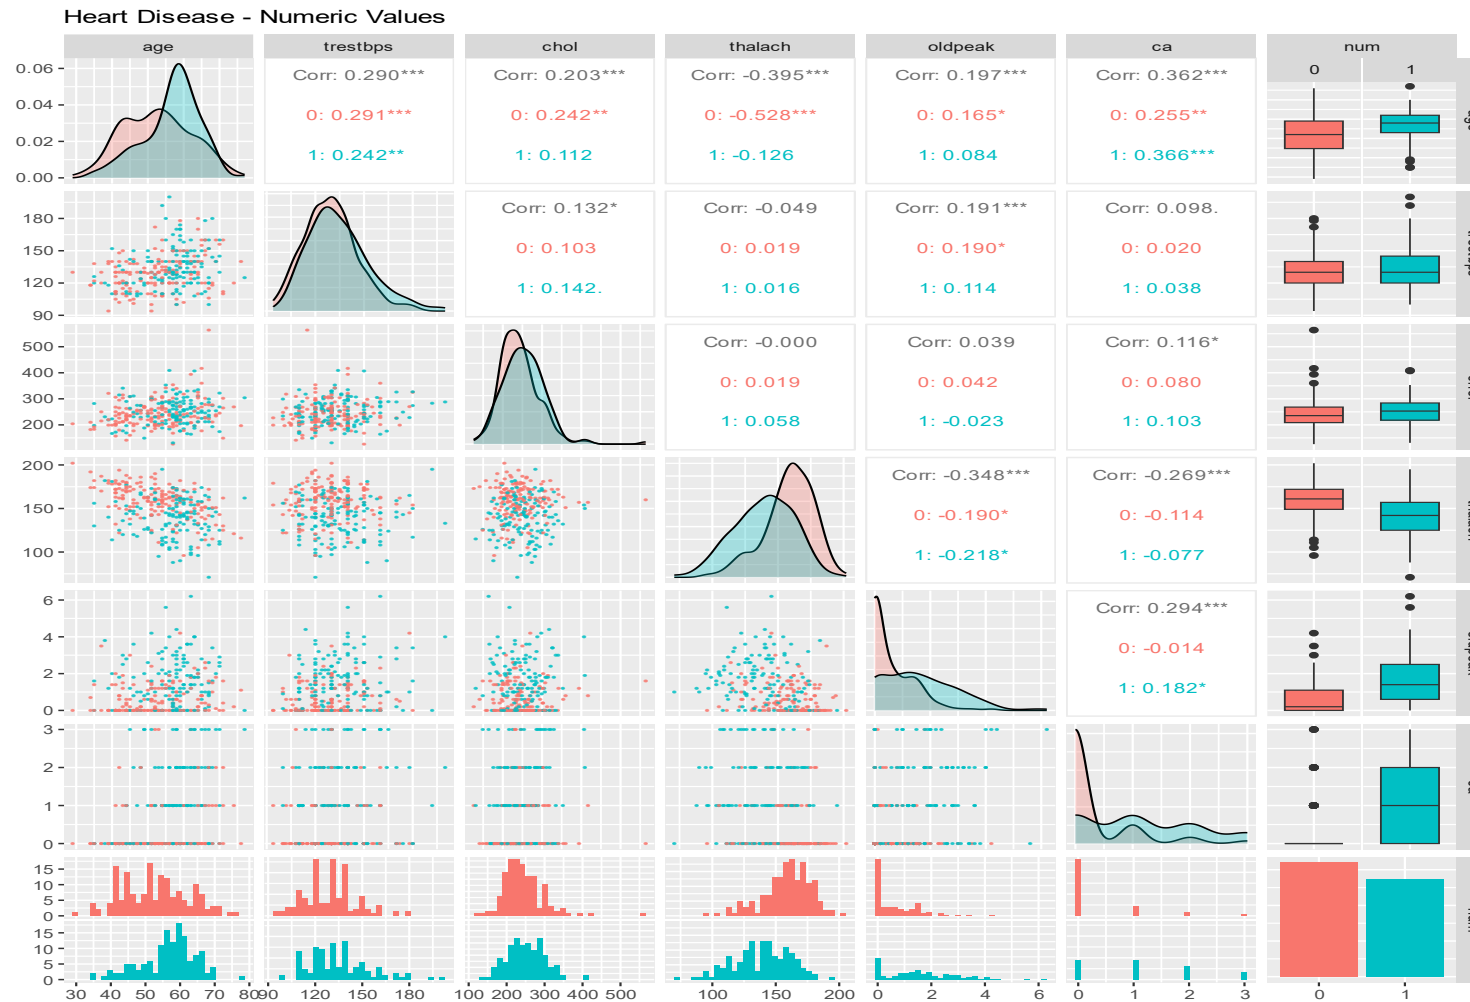 Heart Disease - Numeric Values
age trestbps chol thalach oldpeak ca num
0 1
0.06
0.04
0.02
0.00
Corr: 0.290*** Corr: 0.203*** Corr: -0.395*** Corr: 0.197*** Corr: 0.362***
0: 0.291*** 0: 0.242** 0: -0.528*** 0: 0.165* 0: 0.255**
1: 0.242** 1: 0.112 1: -0.126 1: 0.084 1: 0.366***
180
150
120
90
Corr: 0.132* Corr: -0.049 Corr: 0.191*** Corr: 0.098.
0: 0.103 0: 0.019 0: 0.190* 0: 0.020
1: 0.142. 1: 0.016 1: 0.114 1: 0.038
500
400
300
200
Corr: -0.000 Corr: 0.039 Corr: 0.116*
0: 0.019 0: 0.042 0: 0.080
1: 0.058 1: -0.023 1: 0.103
200
150
100
Corr: -0.348*** Corr: -0.269***
0: -0.190* 0: -0.114
1: -0.218* 1: -0.077
6
4
2
0
Corr: 0.294***
0: -0.014
1: 0.182*
3
2
1
0
15
10
5
0
15
10
5
0
30 40 50 60 70 80 90 120 150 180 100 200 300 400 500 100 150 200 0 2 4 6 0 1 2 3 0 1